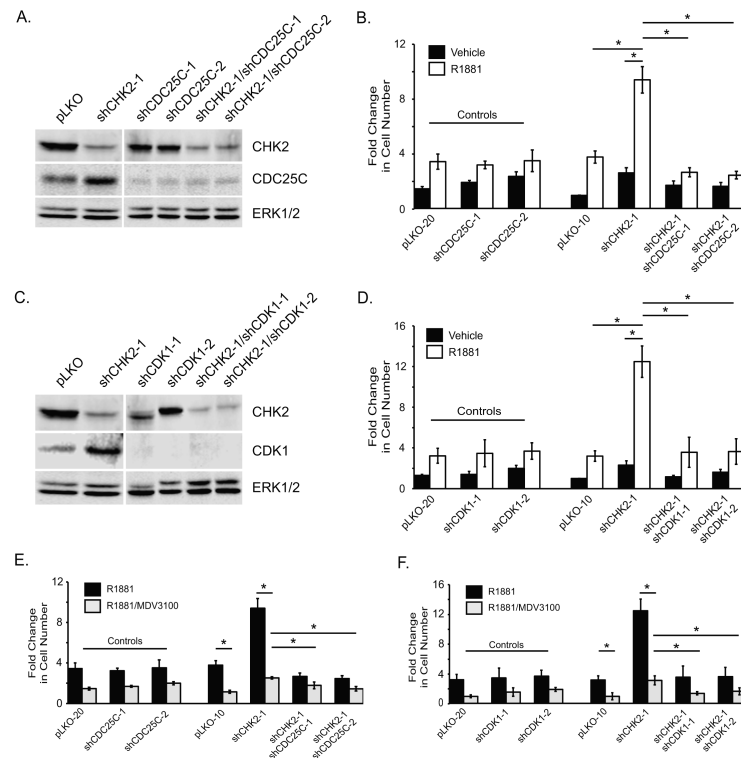 A.
pLKO
shCHK2-1
shCDC25C-1
shCDC25C-2
shCHK2-1/shCDC25C-1
shCHK2-1/shCDC25C-2
CHK2
CDC25C
ERK1/2
B.
Fold Change
in Cell Number
12
8
4
0
Vehicle
R1881
Controls
*
*
*
*
pLKO-20
shCDC25C-1
shCDC25C-2
pLKO-10
shCHK2-1
shCHK2-1
shCDC25C-1
shCHK2-1
shCDC25C-2
C.
pLKO
shCHK2-1
shCDK1-1
shCDK1-2
shCHK2-1/shCDK1-1
shCHK2-1/shCDK1-2
CHK2
CDK1
ERK1/2
D.
Fold Change
in Cell Number
16
12
8
4
0
Vehicle
R1881
Controls
*
*
*
*
pLKO-20
shCDK1-1
shCDK1-2
pLKO-10
shCHK2-1
shCHK2-1
shCDK1-1
shCHK2-1
shCDK1-2
E.
Fold Change
in Cell Number
12
8
4
0
R1881
R1881/MDV3100
Controls
*
*
*
*
pLKO-20
shCDC25C-1
shCDC25C-2
pLKO-10
shCHK2-1
shCHK2-1
shCDC25C-1
shCHK2-1
shCDC25C-2
F.
Fold Change
in Cell Number
16
12
8
4
0
R1881
R1881/MDV3100
Controls
*
*
*
*
pLKO-20
shCDK1-1
shCDK1-2
pLKO-10
shCHK2-1
shCHK2-1
shCDK1-1
shCHK2-1
shCDK1-2